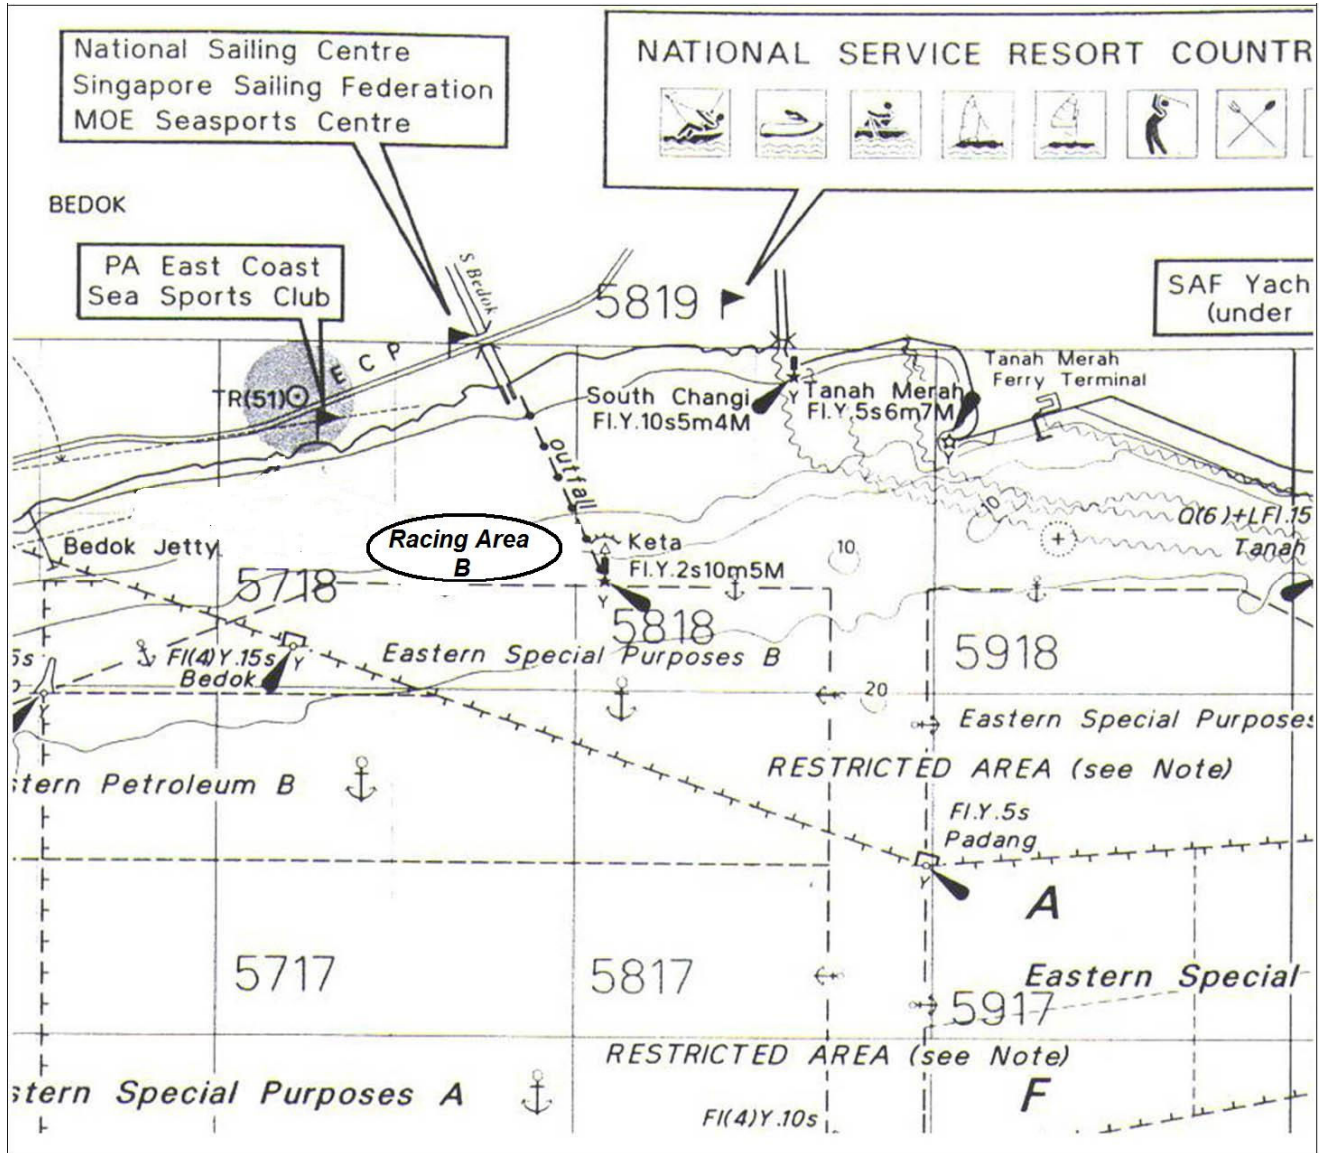 National Sailing Centre
Singapore Sailing Federation
MOE Seasports Centre
NATIONAL SERVICE RESORT COUNTR
BEDOK
PA East Coast
Sea Sports Club
S Bedok
5819
SAF Yach
(under
E C P
TR(51)
Tanah Merah
Ferry Terminal
South Changi
Fl.Y.10s5m4M
Y
Tanah Merah
Fl.Y.5s6m7M
Y
outfall
10
Q(6)+LFl.15
Tanah
Bedok Jetty
Racing Area
B
Keta
Fl.Y.2s10m5M
Y
10
5718
5818
5918
5s
Fl(4)Y.15s
Bedok
Y
Y
Eastern Special Purposes B
20
Eastern Special Purposes
stern Petroleum B
RESTRICTED AREA (see Note)
Fl.Y.5s
Padang
Y
A
5717
5817
5917
Eastern Special
RESTRICTED AREA (see Note)
F
stern Special Purposes A
Fl(4)Y.10s